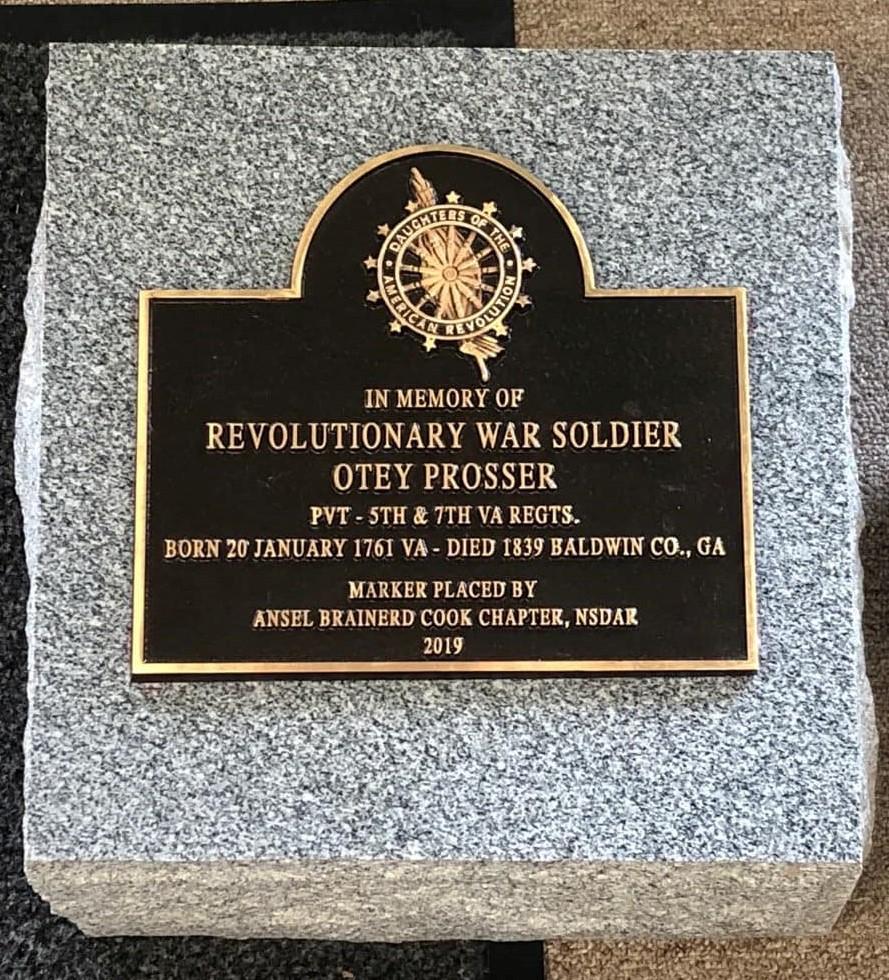 DAUGHTERS OF THE
AMERICAN REVOLUTION
IN MEMORY OF
REVOLUTIONARY WAR SOLDIER
OTEY PROSSER
PVT - 5TH & 7TH VA REGTS.
BORN 20 JANUARY 1761 VA - DIED 1839 BALDWIN CO., GA
MARKER PLACED BY
ANSEL BRAINERD COOK CHAPTER, NSDAR
2019